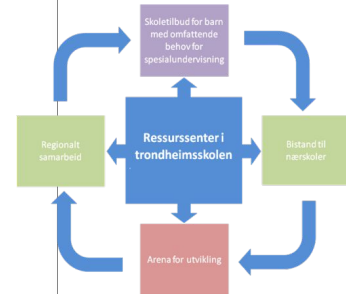 Skoletilbud for barn
med omfattende
behov for
spesialundervisning
Regionalt
samarbeid
Ressurssenter i
trondheimsskolen
Bistand til
nærskoler
Arena for utvikling